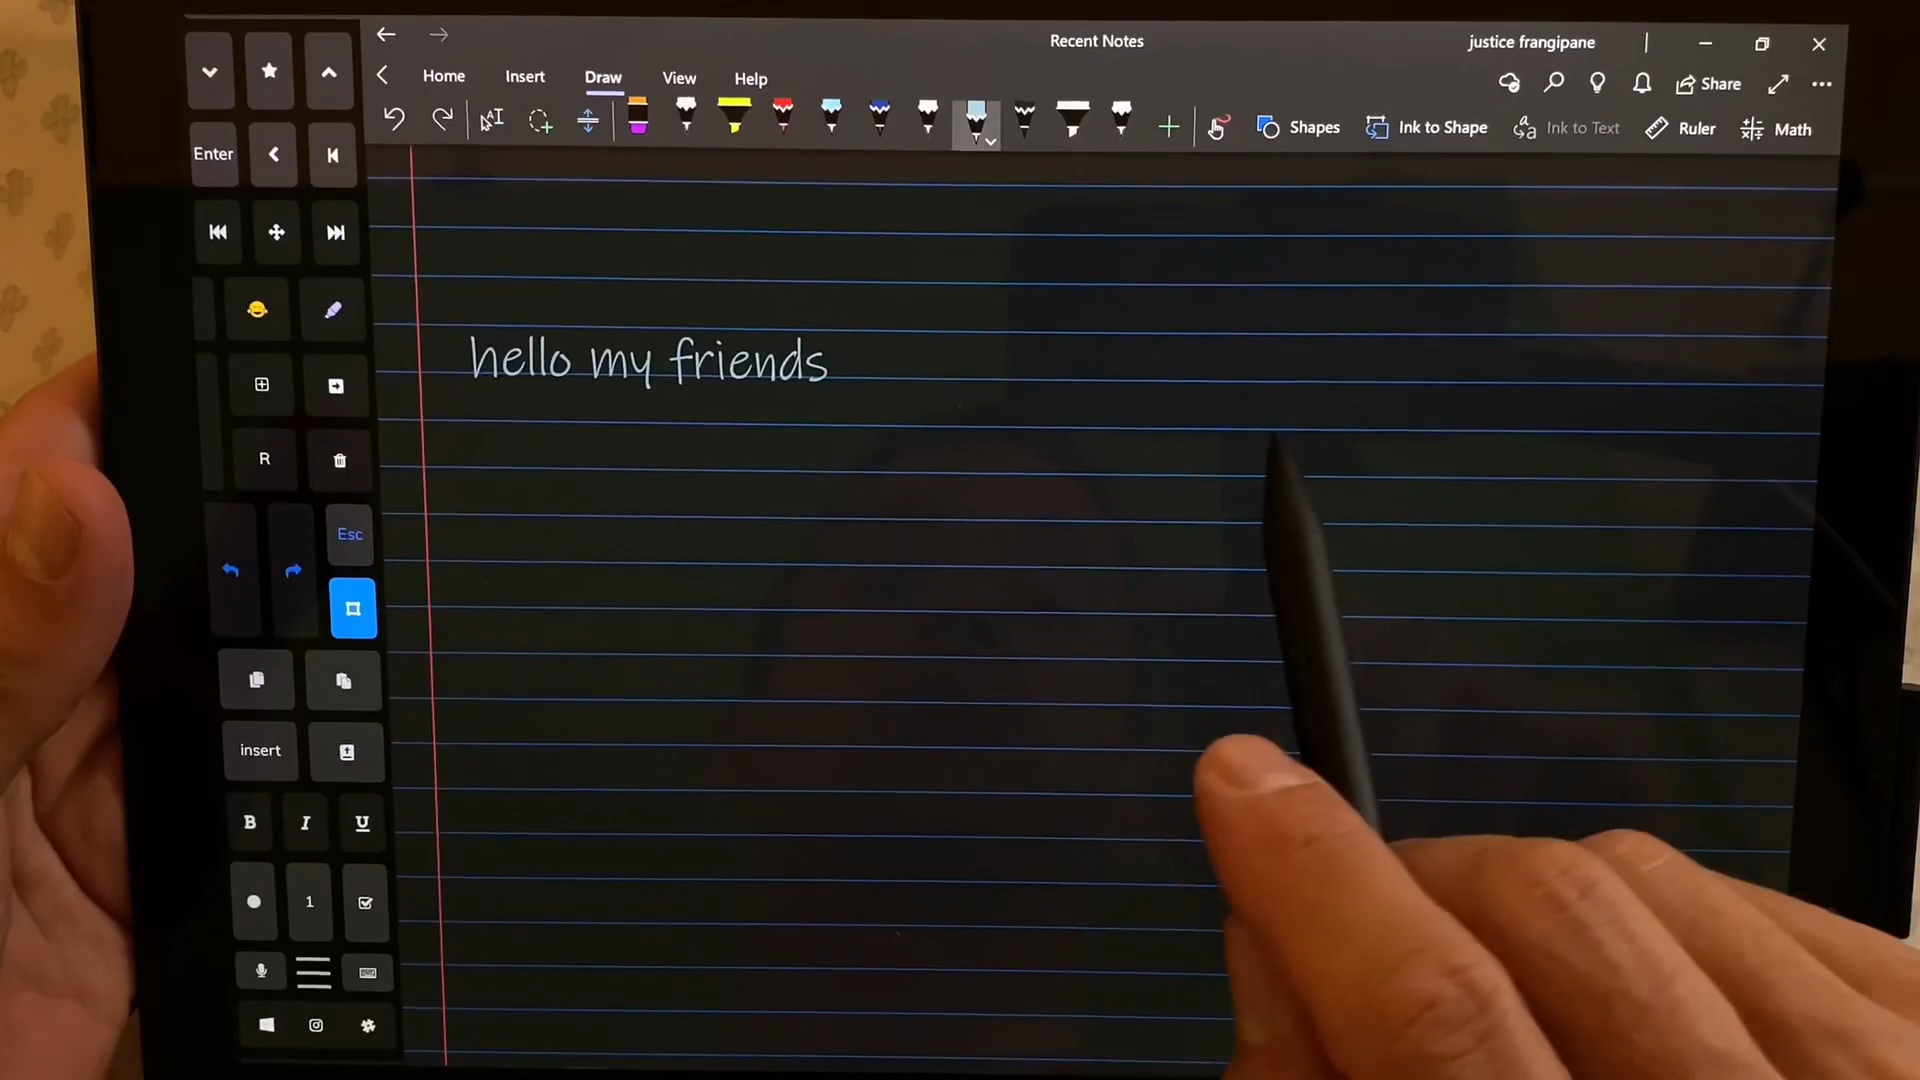 Recent Notes
justice frangipane
Home Insert Draw View Help
Share
Shapes Ink to Shape Ink to Text Ruler Math
Enter
hello my friends
R
Esc
insert
B I U
1